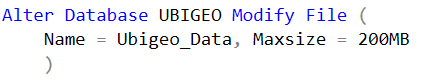 Alter Database UBIGEO Modify File (
Name = Ubigeo_Data, Maxsize = 200MB
)